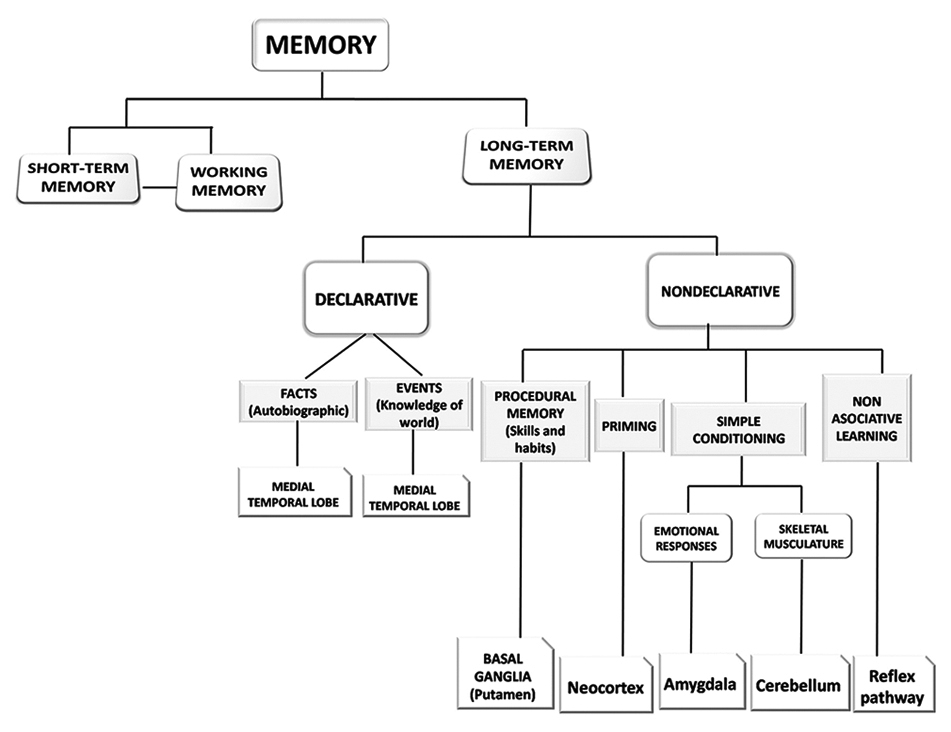 MEMORY
SHORT-TERM
MEMORY
WORKING
MEMORY
LONG-TERM
MEMORY
DECLARATIVE
NONDECLARATIVE
FACTS
(Autobiographic)
EVENTS
(Knowledge of
world)
PROCEDURAL
MEMORY
(Skills and
habits)
PRIMING
SIMPLE
CONDITIONING
NON
ASOCIATIVE
LEARNING
MEDIAL
TEMPORAL LOBE
MEDIAL
TEMPORAL LOBE
EMOTIONAL
RESPONSES
SKELETAL
MUSCULATURE
BASAL
GANGLIA
(Putamen)
Neocortex
Amygdala
Cerebellum
Reflex
pathway